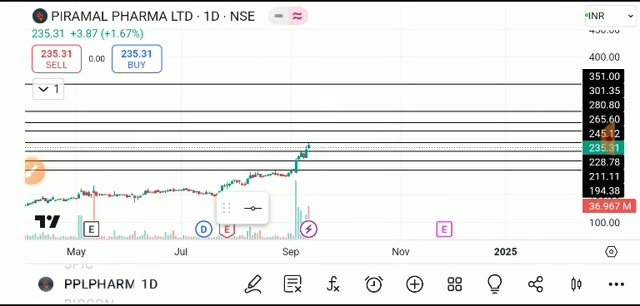 PIRAMAL PHARMA LTD · 1D · NSE
INR
235.31 +3.87 (+1.67%)
235.31 SELL
0.00
235.31 BUY
1
400.00
351.00
301.35
280.80
265.60
245.12
235.31
228.78
211.11
194.38
36.967 M
100.00
E D E E
May Jul Sep Nov 2025
PPLPHARM 1D